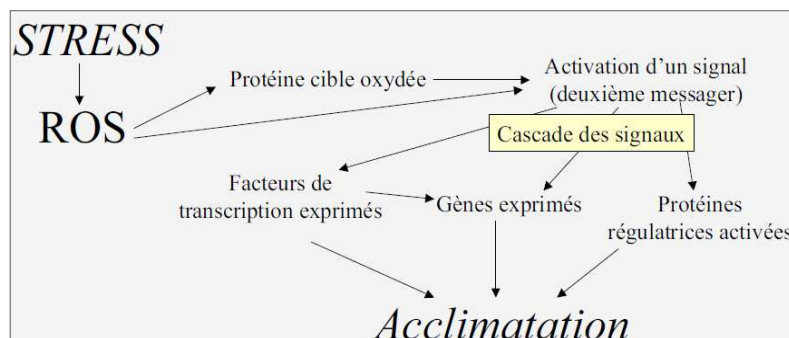 STRESS
Protéine cible oxydée
Activation d'un signal
(deuxième messager)
ROS
Cascade des signaux
Facteurs de
transcription exprimés
Gènes exprimés
Protéines
régulatrices activées
Acclimatation